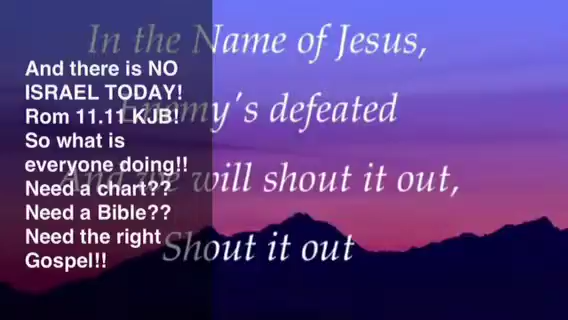 In the Name of Jesus,
Enemy's defeated
And we will shout it out,
Shout it out
And there is NO
ISRAEL TODAY!
Rom 11.11 KJB!
So what is
everyone doing!!
Need a chart??
Need a Bible??
Need the right
Gospel!!